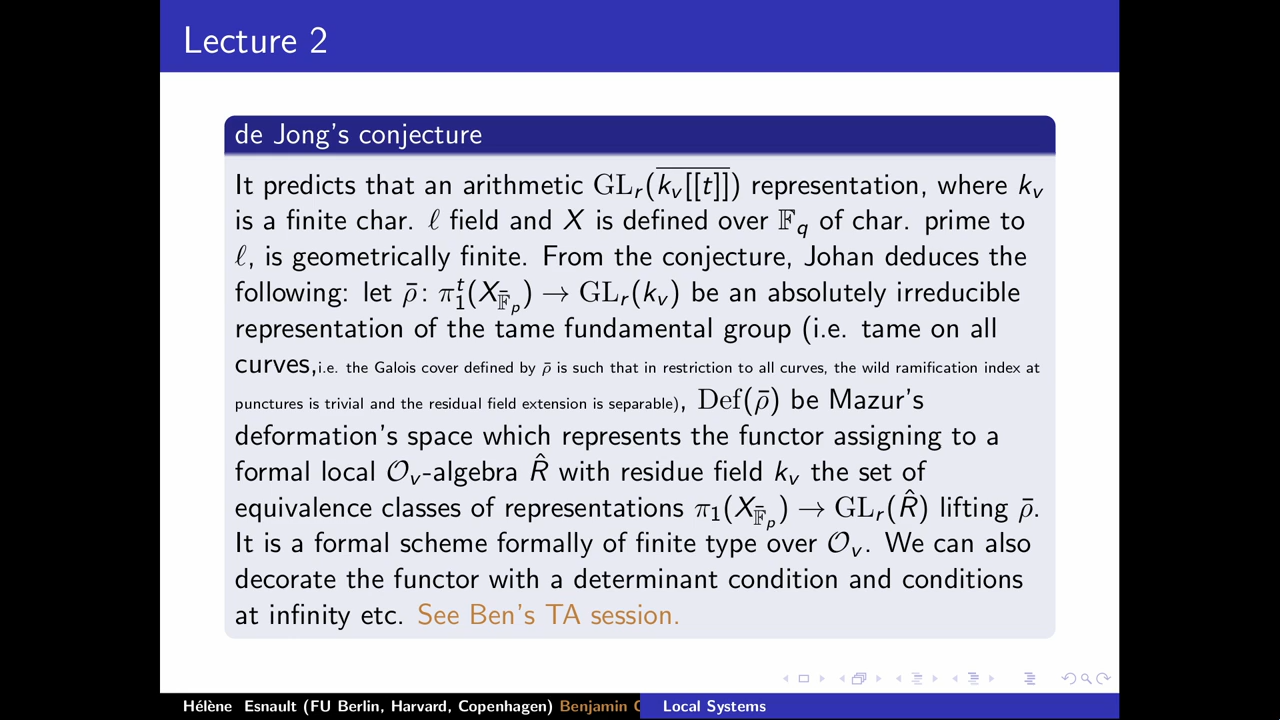 Lecture 2
de Jong's conjecture
It predicts that an arithmetic GL_r(\overline{k_v[[t]]}) representation, where k_v
is a finite char. ℓ field and X is defined over 𝔽_q of char. prime to
ℓ, is geometrically finite. From the conjecture, Johan deduces the
following: let ρ̄: π_1^t(X_{𝔽̄_p}) → GL_r(k_v) be an absolutely irreducible
representation of the tame fundamental group (i.e. tame on all
curves,i.e. the Galois cover defined by ρ̄ is such that in restriction to all curves, the wild ramification index at
punctures is trivial and the residual field extension is separable), Def(ρ̄) be Mazur's
deformation's space which represents the functor assigning to a
formal local 𝒪_v-algebra R̂ with residue field k_v the set of
equivalence classes of representations π_1(X_{𝔽̄_p}) → GL_r(R̂) lifting ρ̄.
It is a formal scheme formally of finite type over 𝒪_v. We can also
decorate the functor with a determinant condition and conditions
at infinity etc. See Ben's TA session.
Hélène Esnault (FU Berlin, Harvard, Copenhagen) Benjamin Local Systems